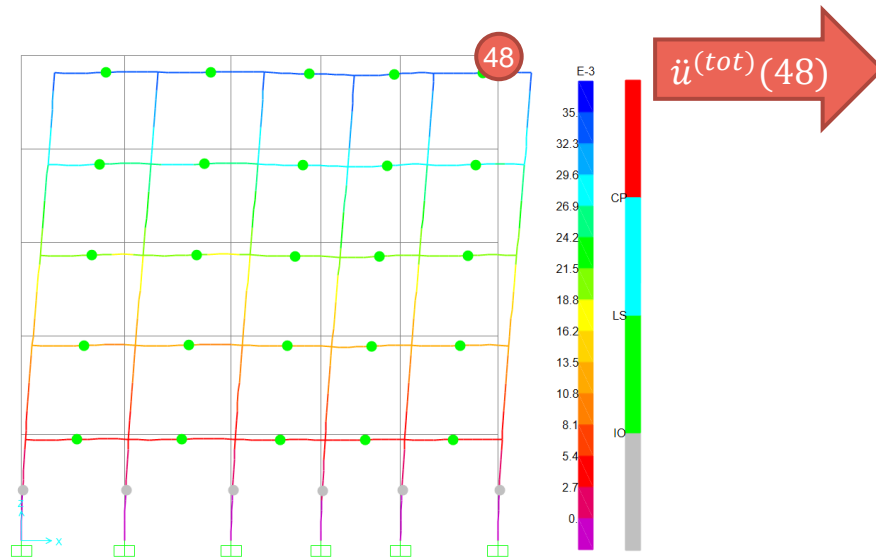 48
E-3
35.
32.3
29.6
26.9
24.2
21.5
18.8
16.2
13.5
10.8
8.1
5.4
2.7
0.
CP
LS
IO
ü^{(tot)}(48)
Z
X